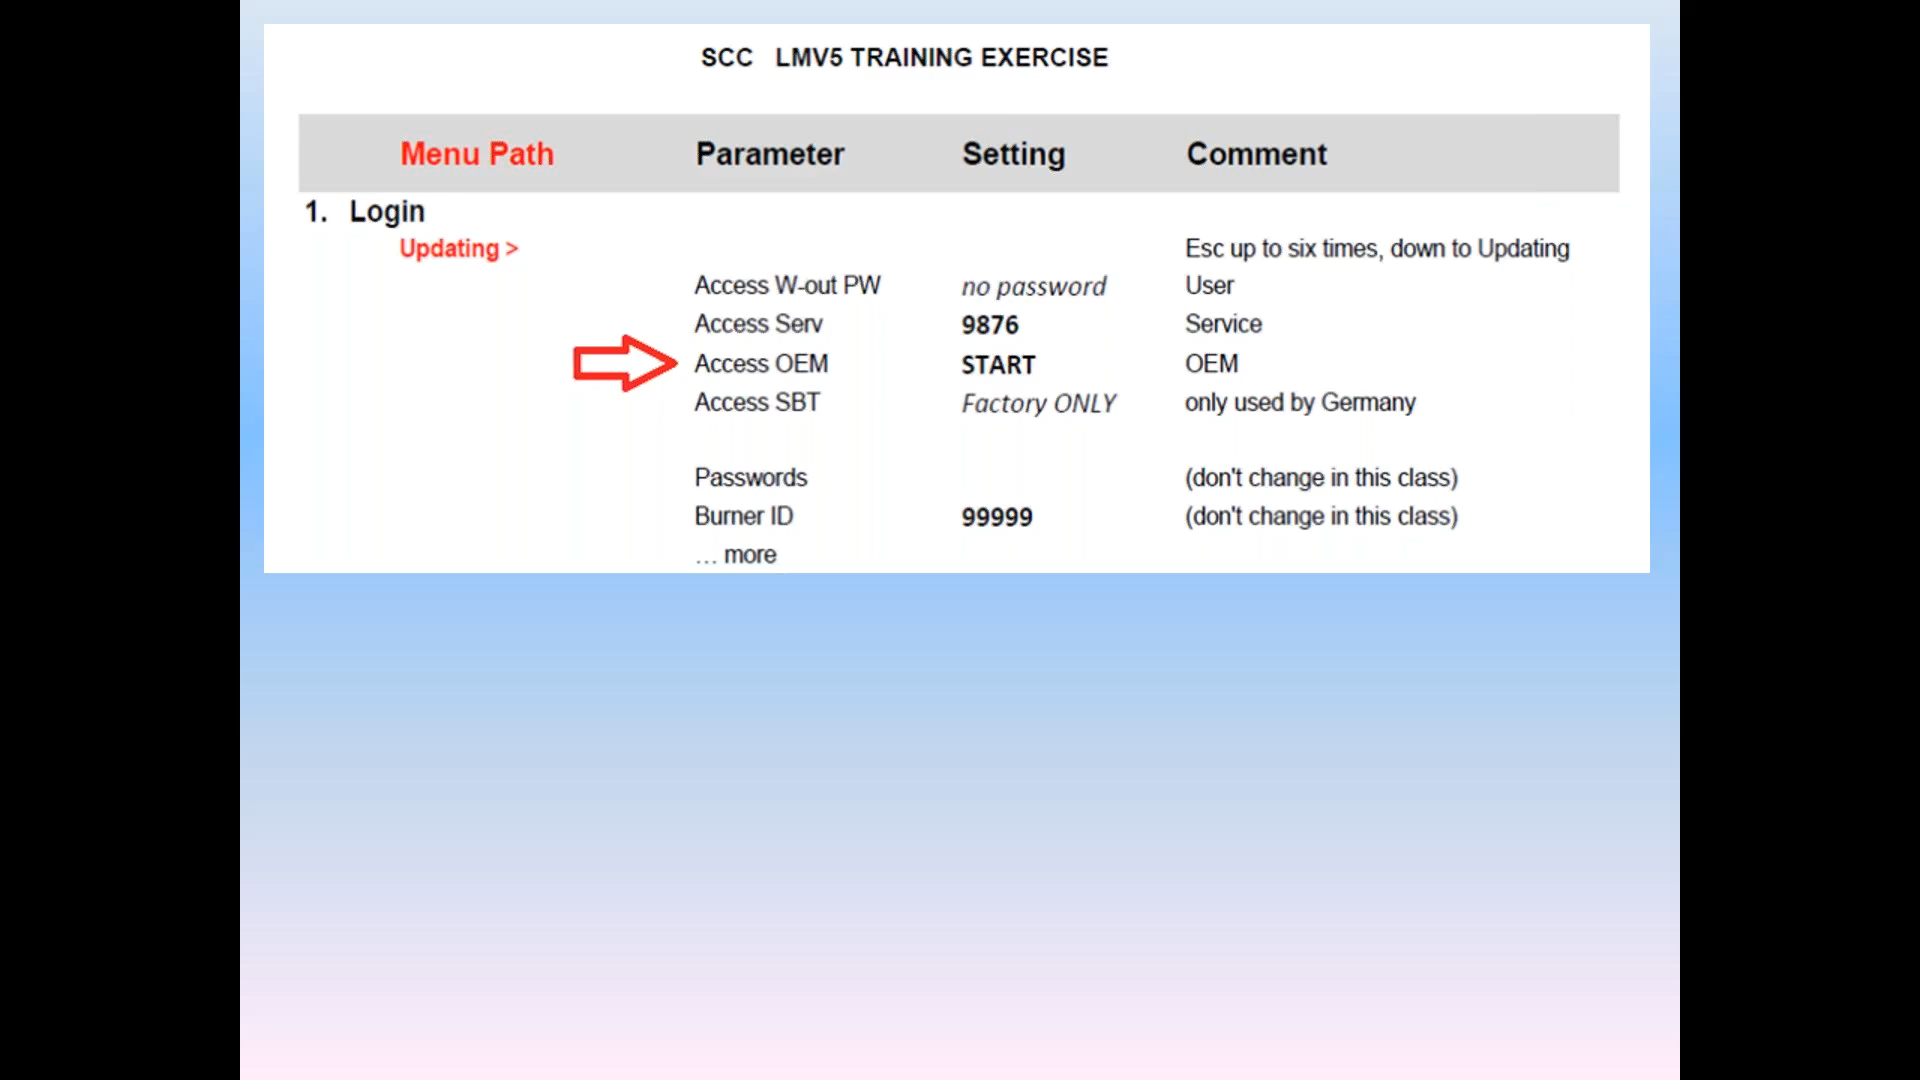 SCC LMV5 TRAINING EXERCISE
Menu Path Parameter Setting Comment
1. Login
Updating > Esc up to six times, down to Updating
Access W-out PW no password User
Access Serv 9876 Service
Access OEM START OEM
Access SBT Factory ONLY only used by Germany
Passwords (don't change in this class)
Burner ID 99999 (don't change in this class)
... more